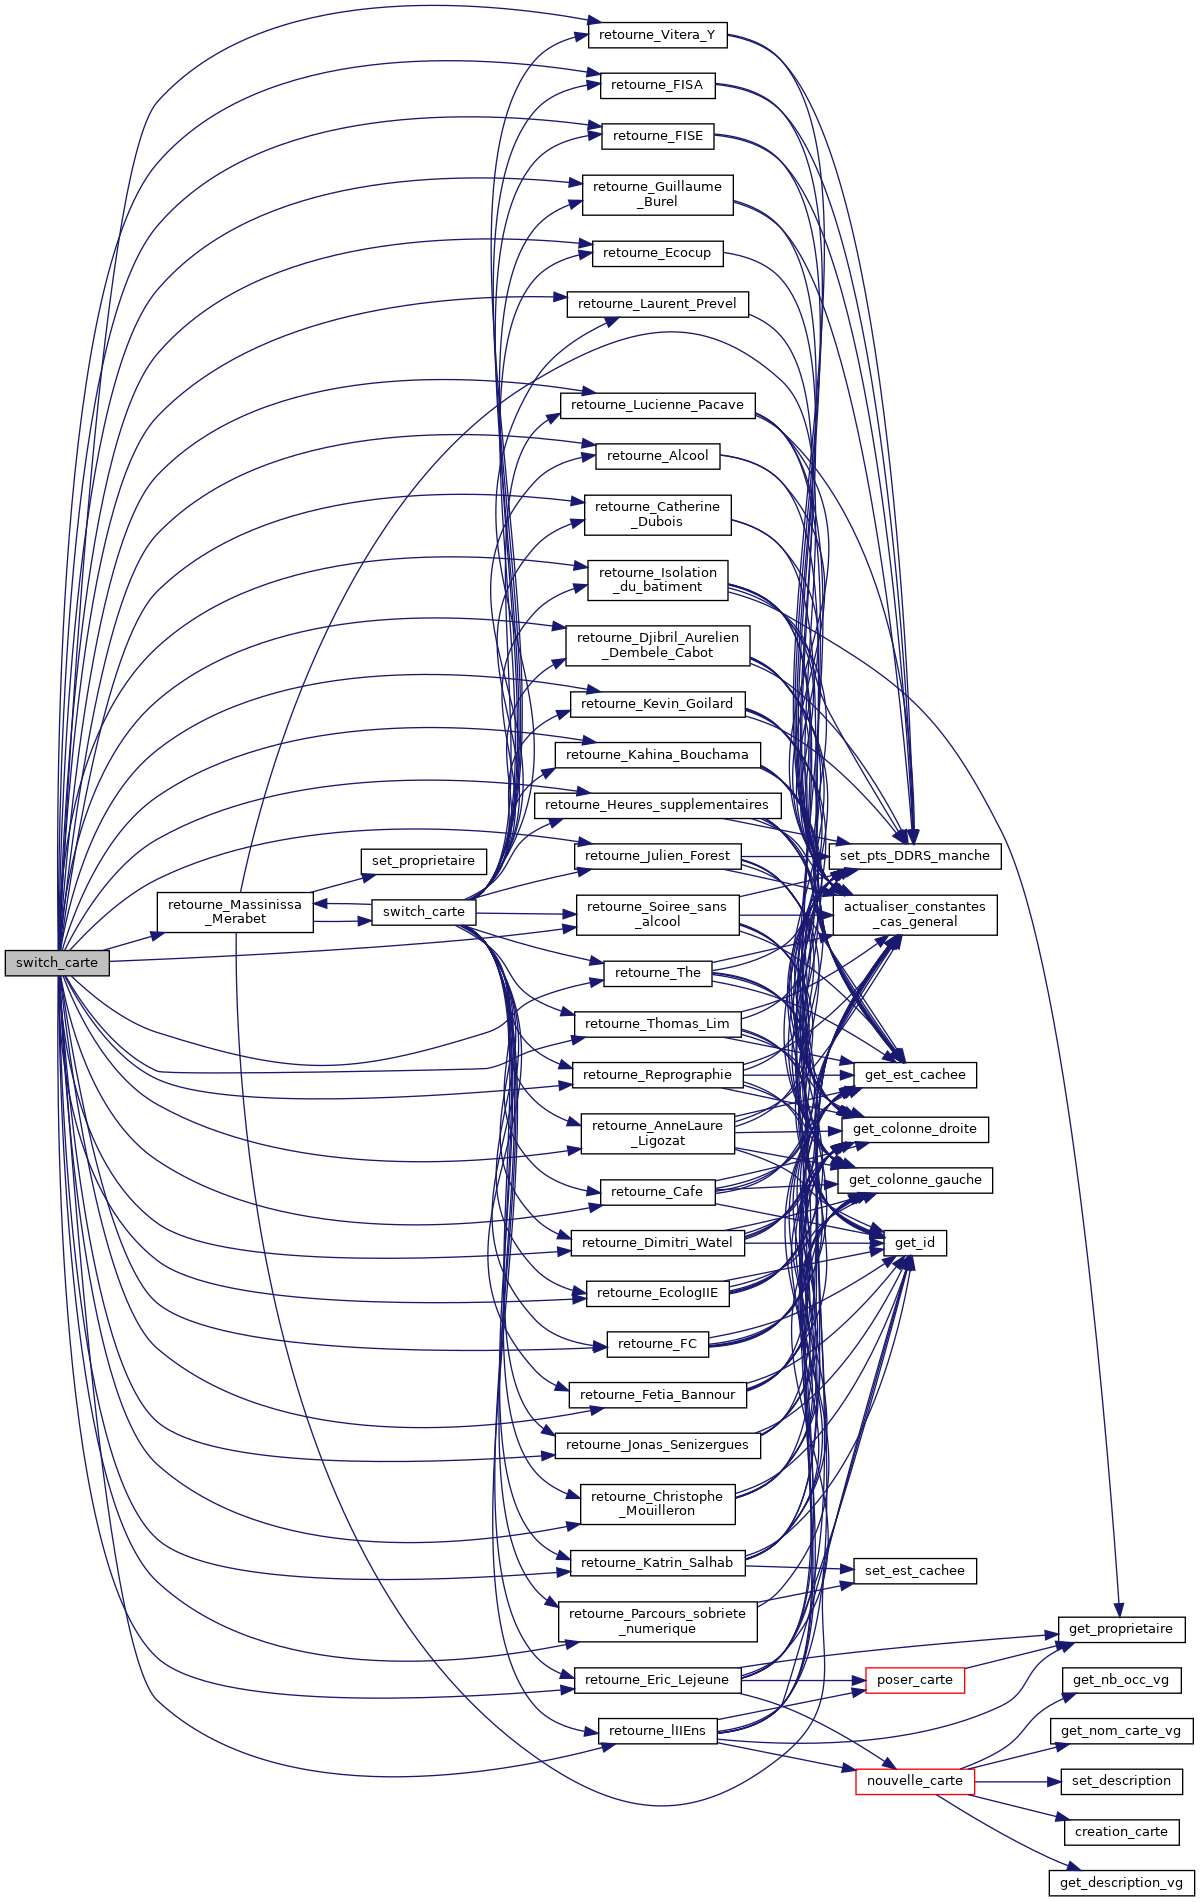 retourne_Vitera_Y
retourne_FISA
retourne_FISE
retourne_Guillaume
_Burel
retourne_Ecocup
retourne_Laurent_Prevel
retourne_Lucienne_Pacave
retourne_Alcool
retourne_Catherine
_Dubois
retourne_Isolation
_du_batiment
retourne_Djibril_Aurelien
_Dembele_Cabot
retourne_Kevin_Goilard
retourne_Kahina_Bouchama
retourne_Heures_supplementaires
retourne_Julien_Forest
set_pts_DDRS_manche
set_proprietaire
retourne_Massinissa
_Merabet
switch_carte
retourne_Soiree_sans
_alcool
actualiser_constantes
_cas_general
switch_carte
retourne_The
retourne_Thomas_Lim
retourne_Reprographie
get_est_cachee
retourne_AnneLaure
_Ligozat
get_colonne_droite
retourne_Cafe
get_colonne_gauche
retourne_Dimitri_Watel
get_id
retourne_EcologIIE
retourne_FC
retourne_Fetia_Bannour
retourne_Jonas_Senizergues
retourne_Christophe
_Mouilleron
retourne_Katrin_Salhab
set_est_cachee
retourne_Parcours_sobriete
_numerique
get_proprietaire
retourne_Eric_Lejeune
poser_carte
get_nb_occ_vg
retourne_lIIEns
get_nom_carte_vg
nouvelle_carte
set_description
creation_carte
get_description_vg